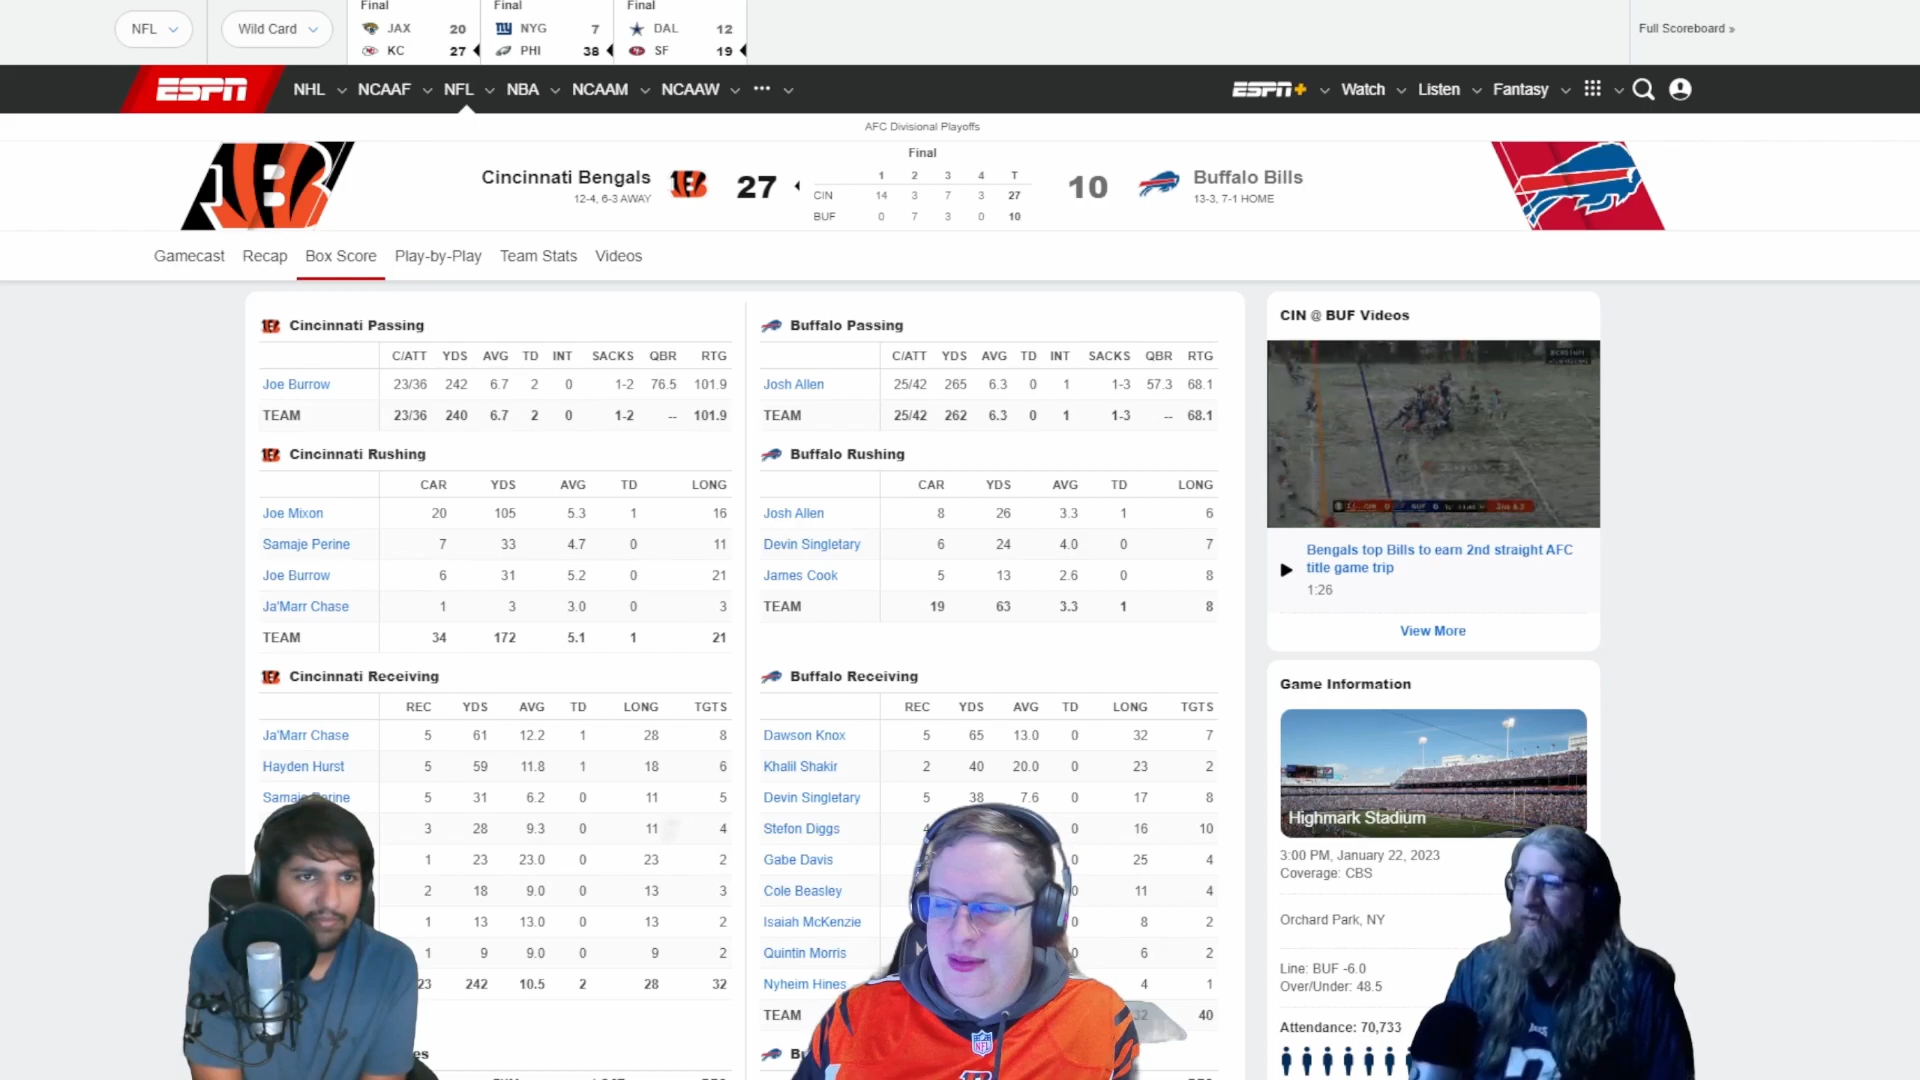 Final
Final
Final
NFL
Wild Card
JAX 20
KC 27
NYG 7
PHI 38
DAL 12
SF 19
Full Scoreboard »
ESPN
NHL NCAAF NFL NBA NCAAM NCAAW •••
ESPN+ Watch Listen Fantasy
AFC Divisional Playoffs
Final
Cincinnati Bengals
12-4, 6-3 AWAY
27
1 2 3 4 T
CIN 14 3 7 3 27
BUF 0 7 3 0 10
10
Buffalo Bills
13-3, 7-1 HOME
Gamecast Recap Box Score Play-by-Play Team Stats Videos
Cincinnati Passing
C/ATT YDS AVG TD INT SACKS QBR RTG
Joe Burrow 23/36 242 6.7 2 0 1-2 76.5 101.9
TEAM 23/36 240 6.7 2 0 1-2 -- 101.9
Cincinnati Rushing
CAR YDS AVG TD LONG
Joe Mixon 20 105 5.3 1 16
Samaje Perine 7 33 4.7 0 11
Joe Burrow 6 31 5.2 0 21
Ja'Marr Chase 1 3 3.0 0 3
TEAM 34 172 5.1 1 21
Cincinnati Receiving
REC YDS AVG TD LONG TGTS
Ja'Marr Chase 5 61 12.2 1 28 8
Hayden Hurst 5 59 11.8 1 18 6
Samaje Perine 5 31 6.2 0 11 5
3 28 9.3 0 11 4
1 23 23.0 0 23 2
2 18 9.0 0 13 3
1 13 13.0 0 13 2
1 9 9.0 0 9 2
23 242 10.5 2 28 32
Buffalo Passing
C/ATT YDS AVG TD INT SACKS QBR RTG
Josh Allen 25/42 265 6.3 0 1 1-3 57.3 68.1
TEAM 25/42 262 6.3 0 1 1-3 -- 68.1
Buffalo Rushing
CAR YDS AVG TD LONG
Josh Allen 8 26 3.3 1 6
Devin Singletary 6 24 4.0 0 7
James Cook 5 13 2.6 0 8
TEAM 19 63 3.3 1 8
Buffalo Receiving
REC YDS AVG TD LONG TGTS
Dawson Knox 5 65 13.0 0 32 7
Khalil Shakir 2 40 20.0 0 23 2
Devin Singletary 5 38 7.6 0 17 8
Stefon Diggs 4 0 16 10
Gabe Davis 0 25 4
Cole Beasley 0 11 4
Isaiah McKenzie 0 8 2
Quintin Morris 0 6 2
Nyheim Hines 4 1
TEAM 32 40
CIN @ BUF Videos
Bengals top Bills to earn 2nd straight AFC
title game trip
1:26
View More
Game Information
Highmark Stadium
3:00 PM, January 22, 2023
Coverage: CBS
Orchard Park, NY
Line: BUF -6.0
Over/Under: 48.5
Attendance: 70,733
NFL